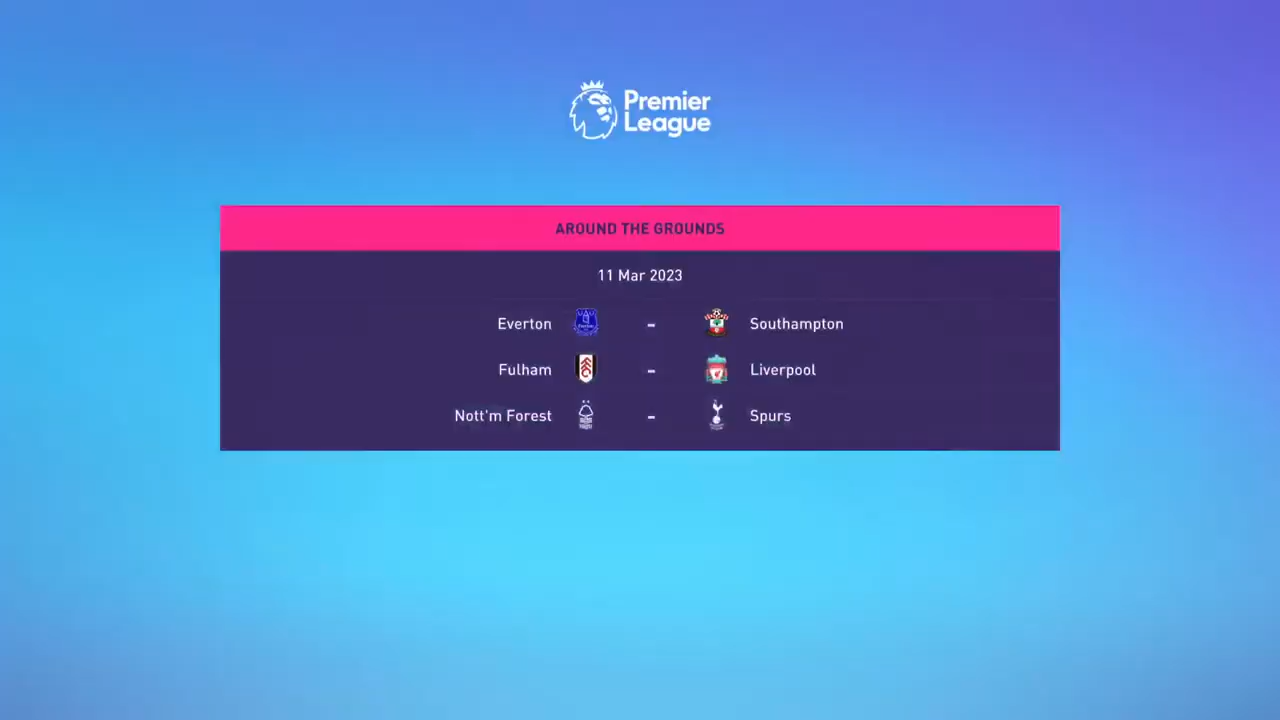 Premier
League
AROUND THE GROUNDS
11 Mar 2023
Everton - Southampton
Fulham - Liverpool
Nott'm Forest - Spurs